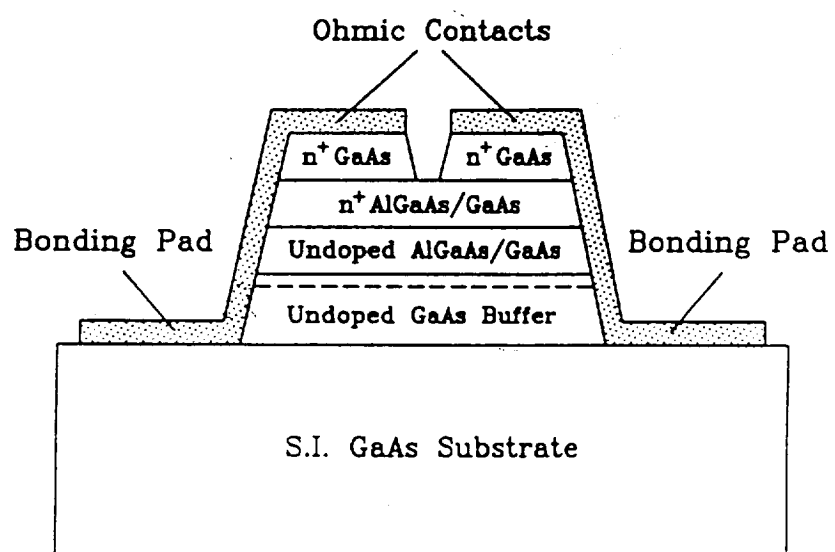 Ohmic Contacts
n+ GaAs
n+ GaAs
n+ AlGaAs/GaAs
Bonding Pad
Undoped AlGaAs/GaAs
Bonding Pad
Undoped GaAs Buffer
S.I. GaAs Substrate